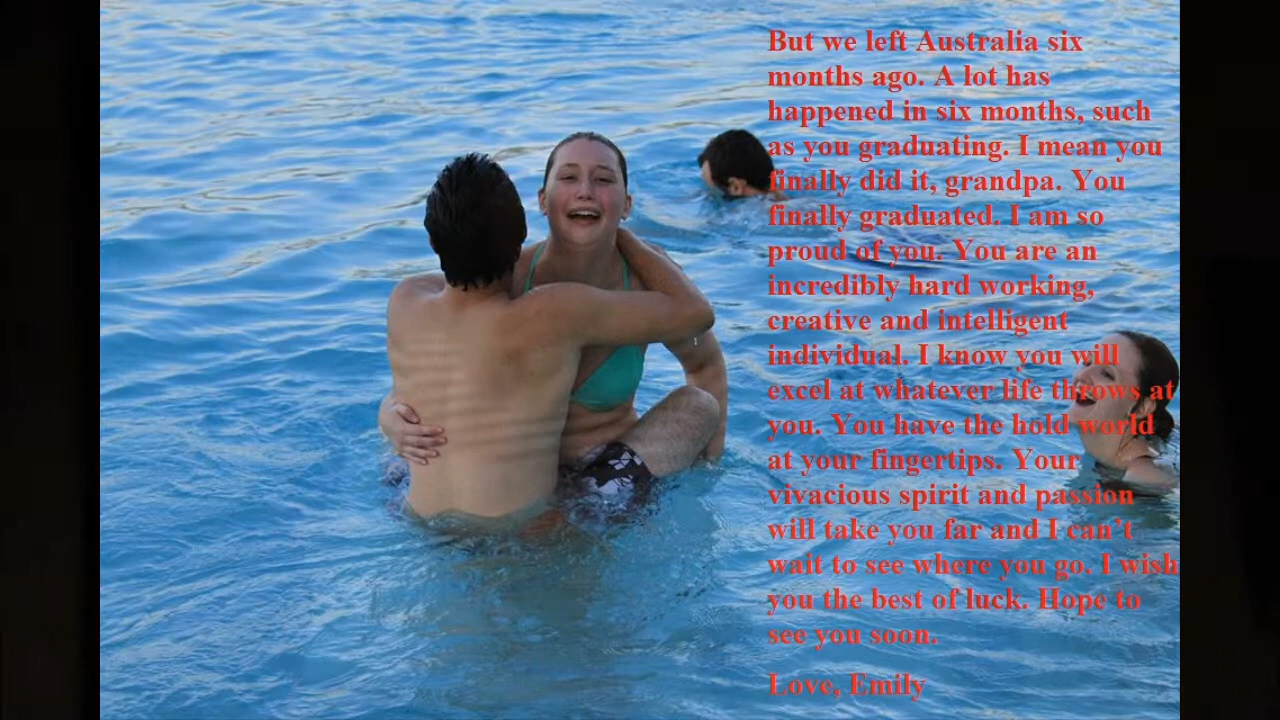 But we left Australia six
months ago. A lot has
happened in six months, such
as you graduating. I mean you
finally did it, grandpa. You
finally graduated. I am so
proud of you. You are an
incredibly hard working,
creative and intelligent
individual. I know you will
excel at whatever life throws at
you. You have the hold world
at your fingertips. Your
vivacious spirit and passion
will take you far and I can’t
wait to see where you go. I wish
you the best of luck. Hope to
see you soon.
Love, Emily